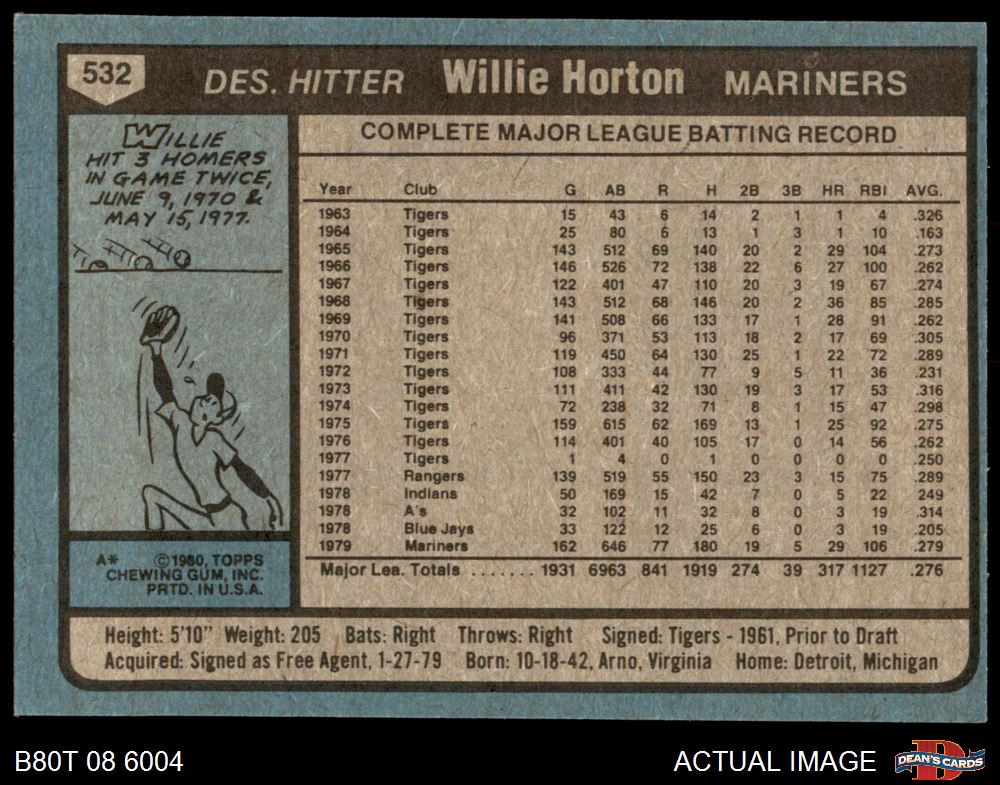 532 DES. HITTER Willie Horton MARINERS
WILLIE
HIT 3 HOMERS
IN GAME TWICE,
JUNE 9, 1970 &
MAY 15, 1977.
A* © 1980, TOPPS
CHEWING GUM, INC.
PRTD. IN U.S.A.
COMPLETE MAJOR LEAGUE BATTING RECORD
Year Club G AB R H 2B 3B HR RBI AVG.
1963 Tigers 15 43 6 14 2 1 1 4 .326
1964 Tigers 25 80 6 13 1 3 1 10 .163
1965 Tigers 143 512 69 140 20 2 29 104 .273
1966 Tigers 146 526 72 138 22 6 27 100 .262
1967 Tigers 122 401 47 110 20 3 19 67 .274
1968 Tigers 143 512 68 146 20 2 36 85 .285
1969 Tigers 141 508 66 133 17 1 28 91 .262
1970 Tigers 96 371 53 113 18 2 17 69 .305
1971 Tigers 119 450 64 130 25 1 22 72 .289
1972 Tigers 108 333 44 77 9 5 11 36 .231
1973 Tigers 111 411 42 130 19 3 17 53 .316
1974 Tigers 72 238 32 71 8 1 15 47 .298
1975 Tigers 159 615 62 169 13 1 25 92 .275
1976 Tigers 114 401 40 105 17 0 14 56 .262
1977 Tigers 1 4 0 1 0 0 0 0 .250
1977 Rangers 139 519 55 150 23 3 15 75 .289
1978 Indians 50 169 15 42 7 0 5 22 249
1978 A's 32 102 11 32 8 0 3 19 .314
1978 Blue Jays 33 122 12 25 6 0 3 19 .205
1979 Mariners 162 646 77 180 19 5 29 106 .279
Major Lea. Totals ....... 1931 6963 841 1919 274 39 317 1127 .276
Height: 5'10" Weight: 205 Bats: Right Throws: Right Signed: Tigers - 1961, Prior to Draft
Acquired: Signed as Free Agent, 1-27-79 Born: 10-18-42, Arno, Virginia Home: Detroit, Michigan
B80T 08 6004
ACTUAL IMAGE
DEAN'S CARDS